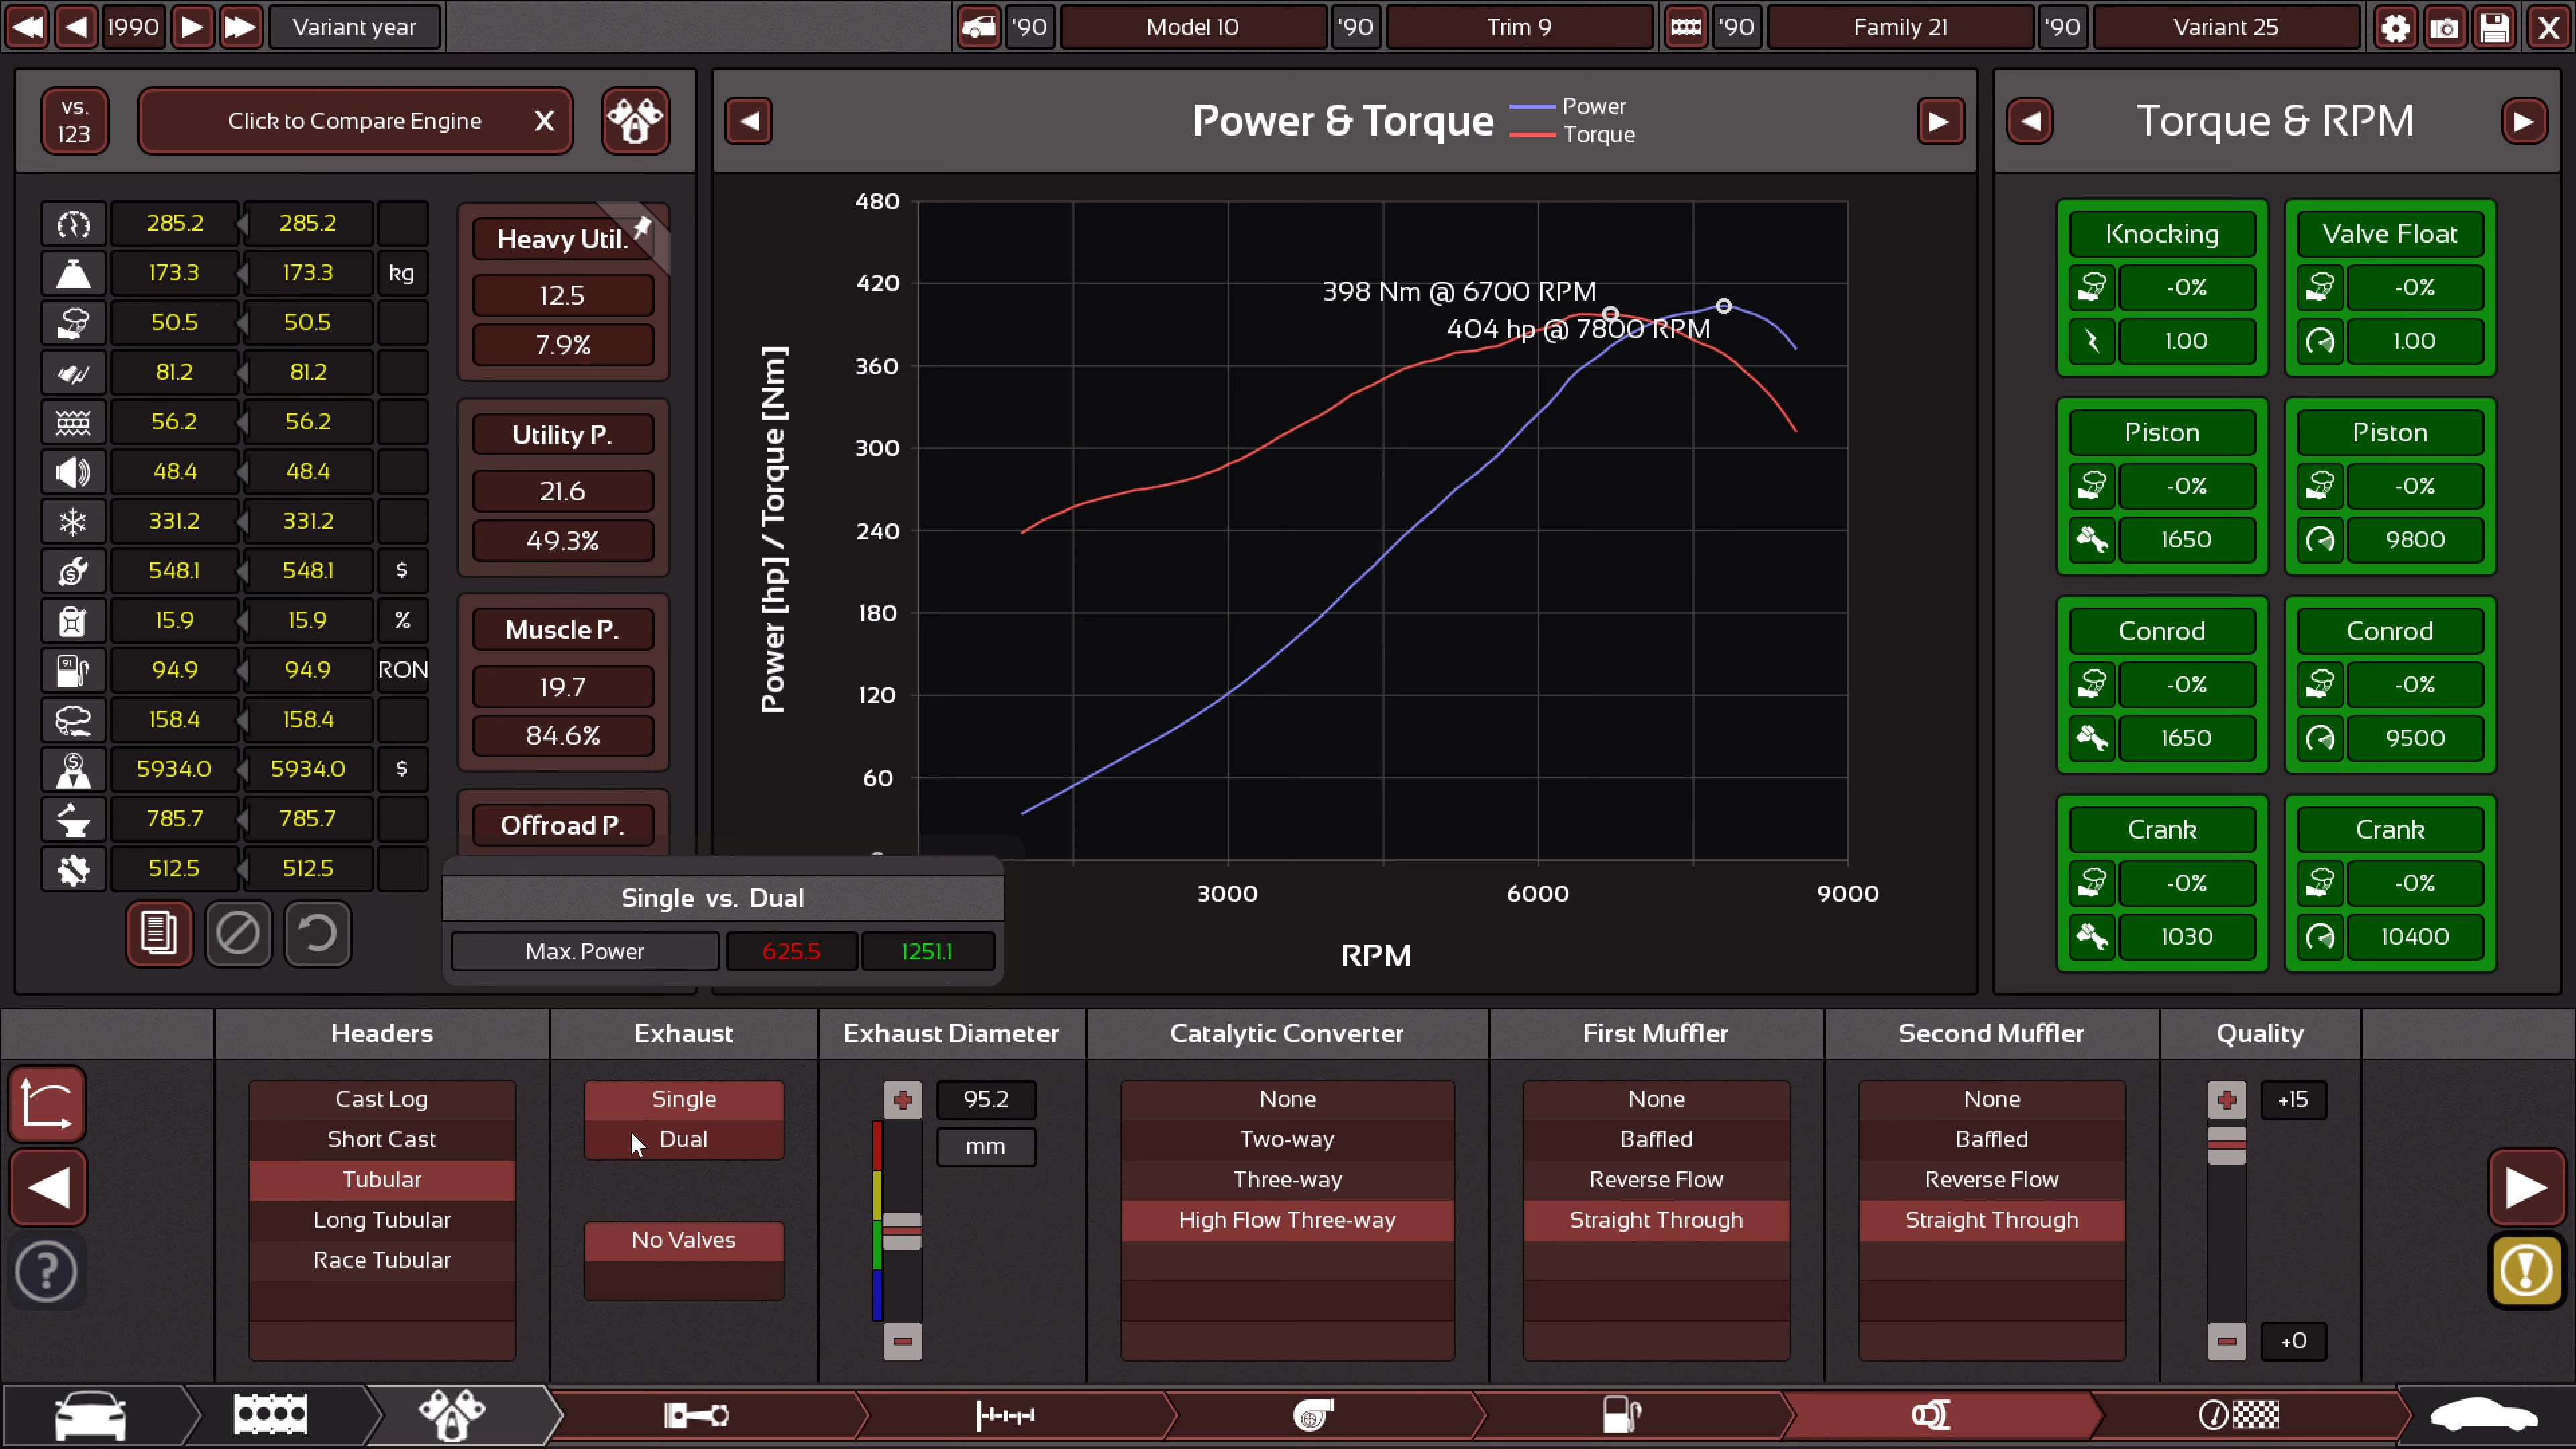 1990
Variant year
'90
Model 10
'90
Trim 9
'90
Family 21
'90
Variant 25
X
vs.
123
Click to Compare Engine X
285.2 285.2
173.3 173.3 kg
50.5 50.5
81.2 81.2
56.2 56.2
48.4 48.4
331.2 331.2
548.1 548.1 $
15.9 15.9 %
91
94.9 94.9 RON
158.4 158.4
5934.0 5934.0 $
785.7 785.7
512.5 512.5
Heavy Util.
12.5
7.9%
Utility P.
21.6
49.3%
Muscle P.
19.7
84.6%
Offroad P.
Single vs. Dual
Max. Power 625.5 1251.1
Power & Torque
Power
Torque
Power [hp] / Torque [Nm]
480
420
360
300
240
180
120
60
398 Nm @ 6700 RPM
404 hp @ 7800 RPM
3000 6000 9000
RPM
Torque & RPM
Knocking
-0%
1.00
Valve Float
-0%
1.00
Piston
-0%
1650
Piston
-0%
9800
Conrod
-0%
1650
Conrod
-0%
9500
Crank
-0%
1030
Crank
-0%
10400
Headers
Cast Log
Short Cast
Tubular
Long Tubular
Race Tubular
Exhaust
Single
Dual
No Valves
Exhaust Diameter
95.2
mm
Catalytic Converter
None
Two-way
Three-way
High Flow Three-way
First Muffler
None
Baffled
Reverse Flow
Straight Through
Second Muffler
None
Baffled
Reverse Flow
Straight Through
Quality
+15
+0
?
!